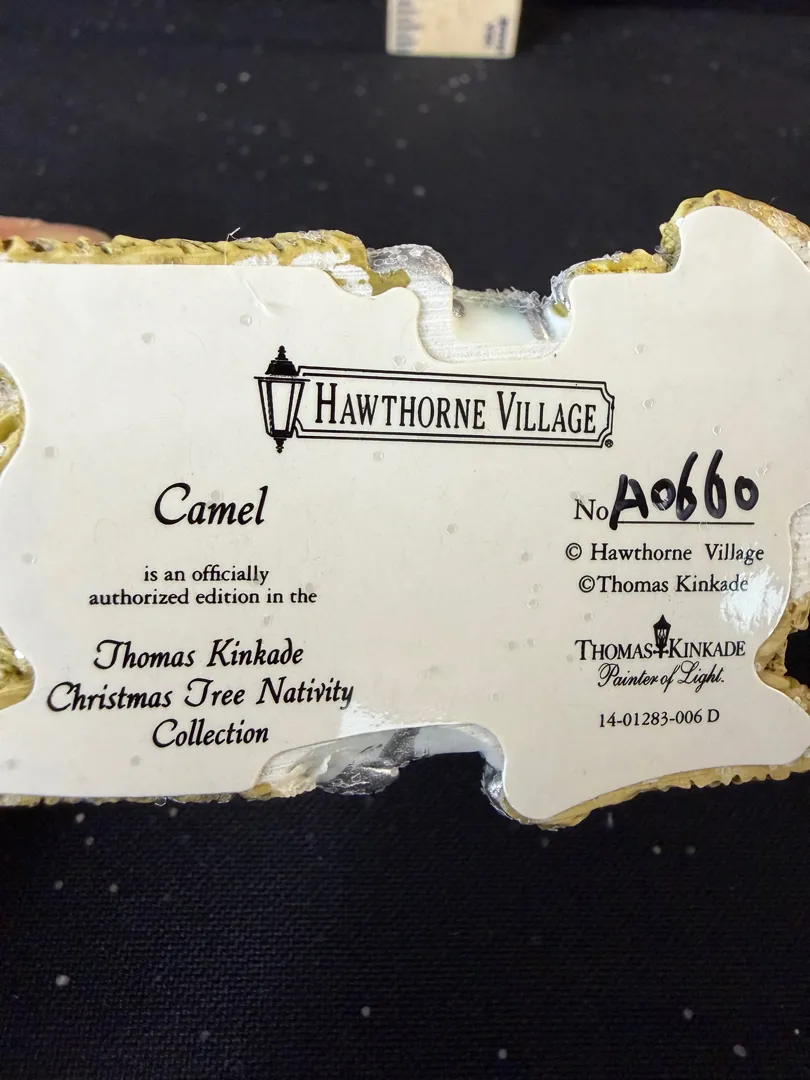 HAWTHORNE VILLAGE®
Camel
is an officially
authorized edition in the
Thomas Kinkade
Christmas Tree Nativity
Collection
No A0660
© Hawthorne Village
©Thomas Kinkade
THOMAS KINKADE
Painter of Light.
14-01283-006 D